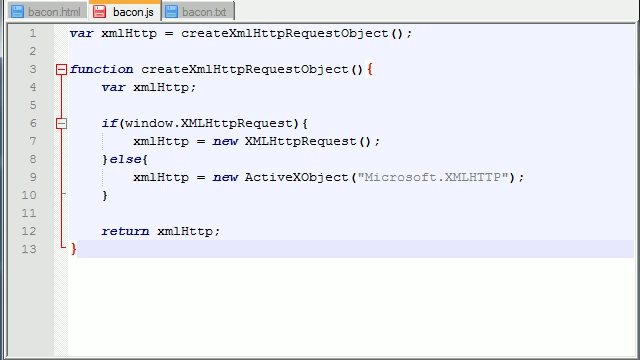 bacon.html bacon.js bacon.txt
1 var xmlHttp = createXmlHttpRequestObject();
2
3 function createXmlHttpRequestObject(){
4 var xmlHttp;
5
6 if(window.XMLHttpRequest){
7 xmlHttp = new XMLHttpRequest();
8 }else{
9 xmlHttp = new ActiveXObject("Microsoft.XMLHTTP");
10 }
11
12 return xmlHttp;
13 }